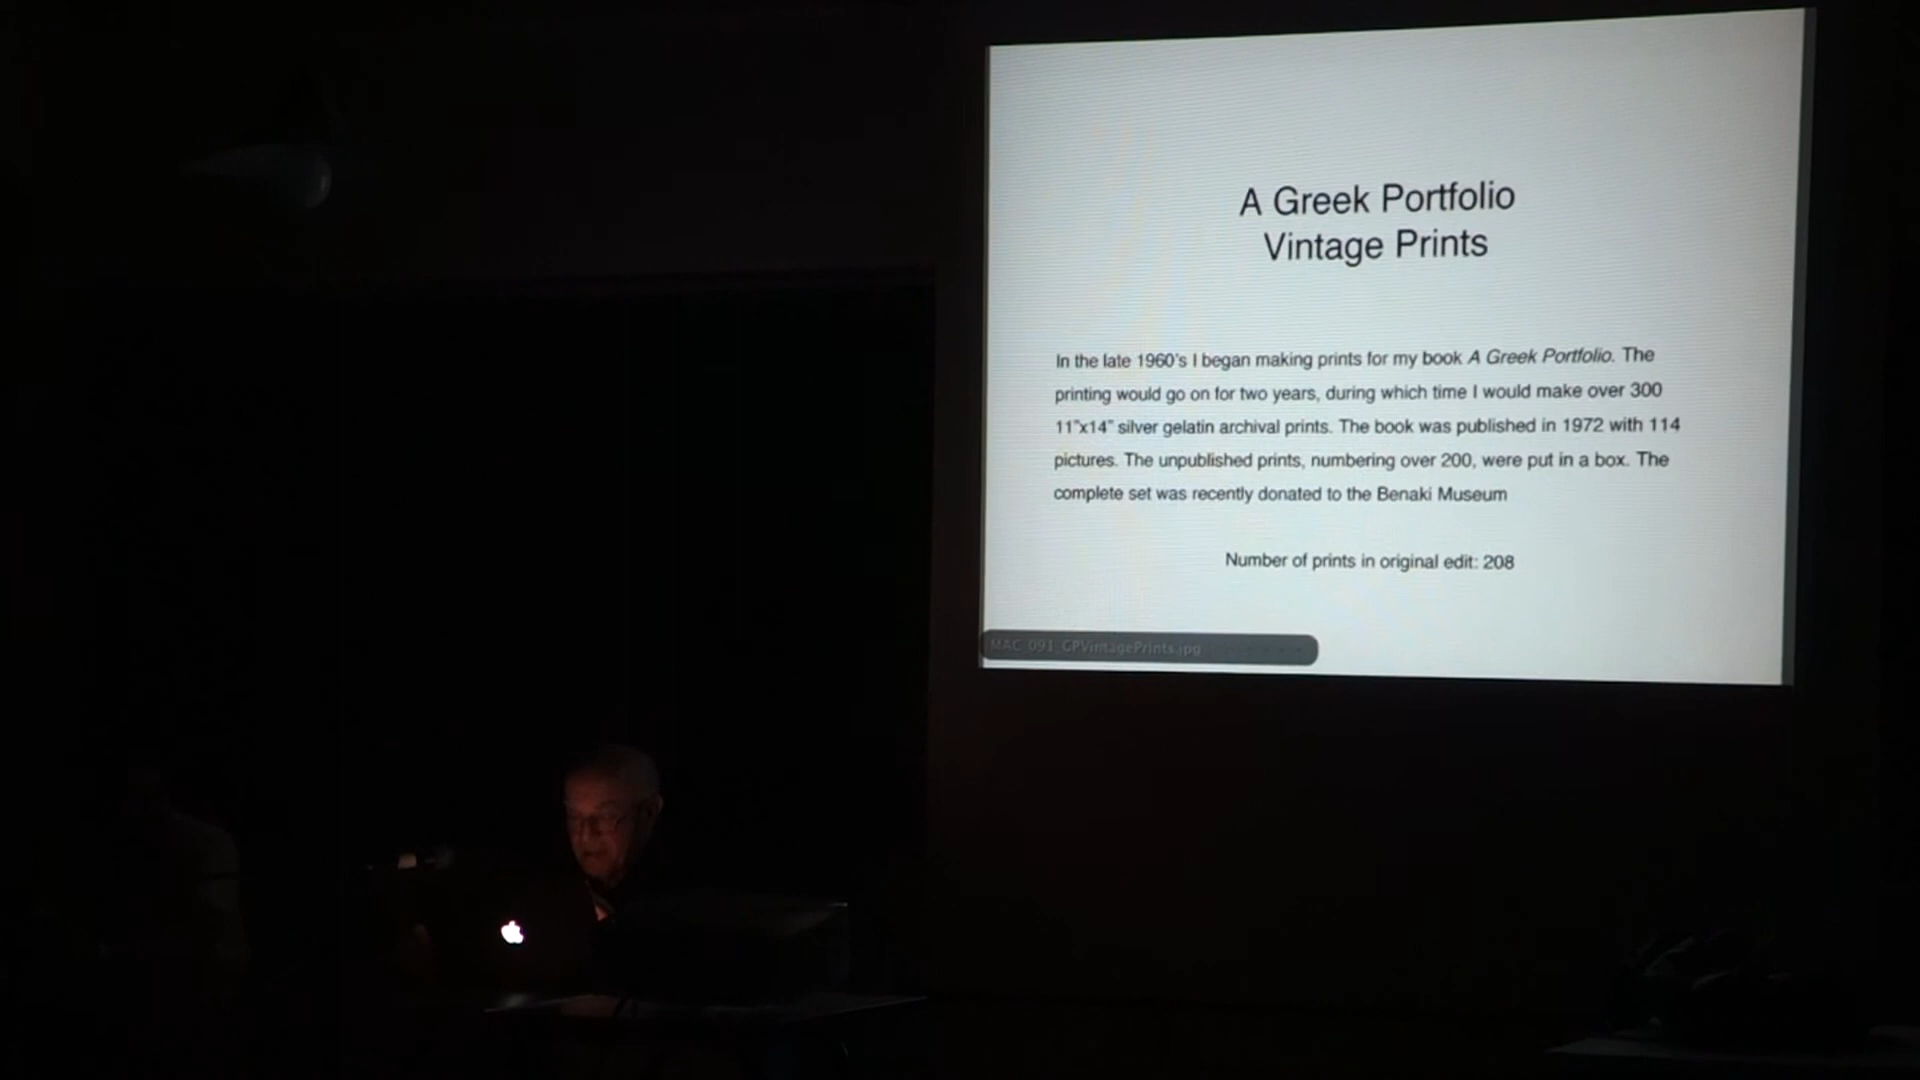 A Greek Portfolio
Vintage Prints
In the late 1960's I began making prints for my book A Greek Portfolio. The
printing would go on for two years, during which time I would make over 300
11"x14" silver gelatin archival prints. The book was published in 1972 with 114
pictures. The unpublished prints, numbering over 200, were put in a box. The
complete set was recently donated to the Benaki Museum
Number of prints in original edit: 208
MAC_091_GPVintagePrints.jpg